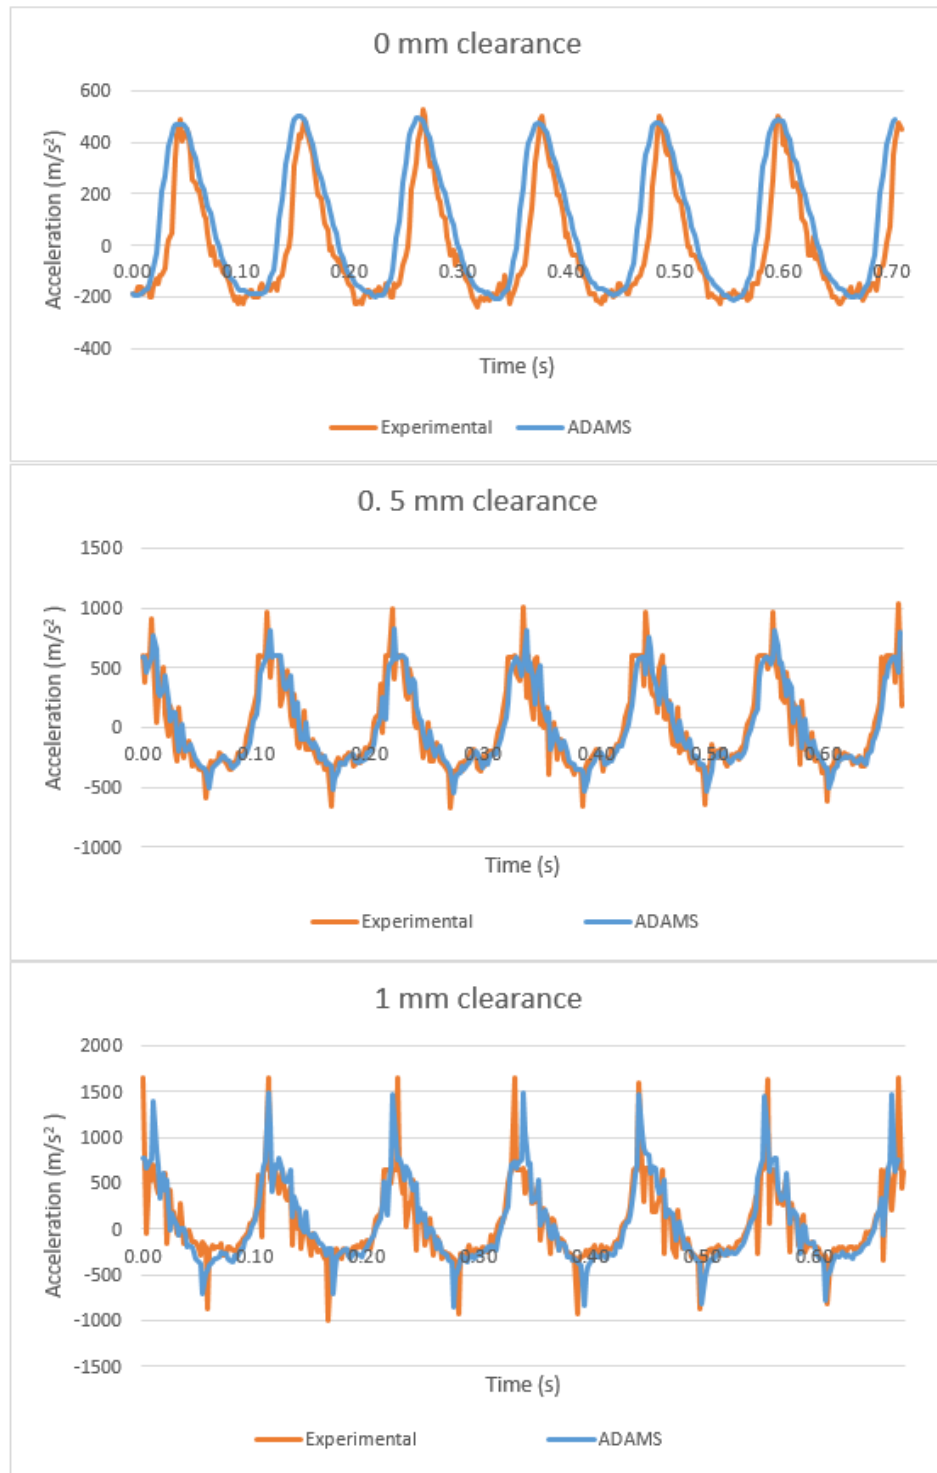 0 mm clearance
600
400
200
0
-200
-400
Acceleration (m/s²)
0.00 0.10 0.20 0.30 0.40 0.50 0.60 0.70
Time (s)
Experimental ADAMS
0. 5 mm clearance
1500
1000
500
0
-500
-1000
Acceleration (m/s² )
0.00 0.10 0.20 0.30 0.40 0.50 0.60
Time (s)
Experimental ADAMS
1 mm clearance
2000
1500
1000
500
0
-500
-1000
-1500
Acceleration (m/s² )
0.00 0.10 0.20 0.30 0.40 0.50 0.60
Time (s)
Experimental ADAMS